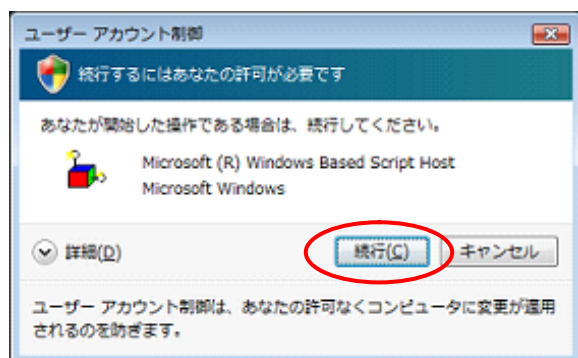 ユーザー アカウント制御
続行するにはあなたの許可が必要です
あなたが開始した操作である場合は、続行してください。
Microsoft (R) Windows Based Script Host
Microsoft Windows
詳細(D)
続行(C)
キャンセル
ユーザー アカウント制御は、あなたの許可なくコンピュータに変更が適用
されるのを防ぎます。